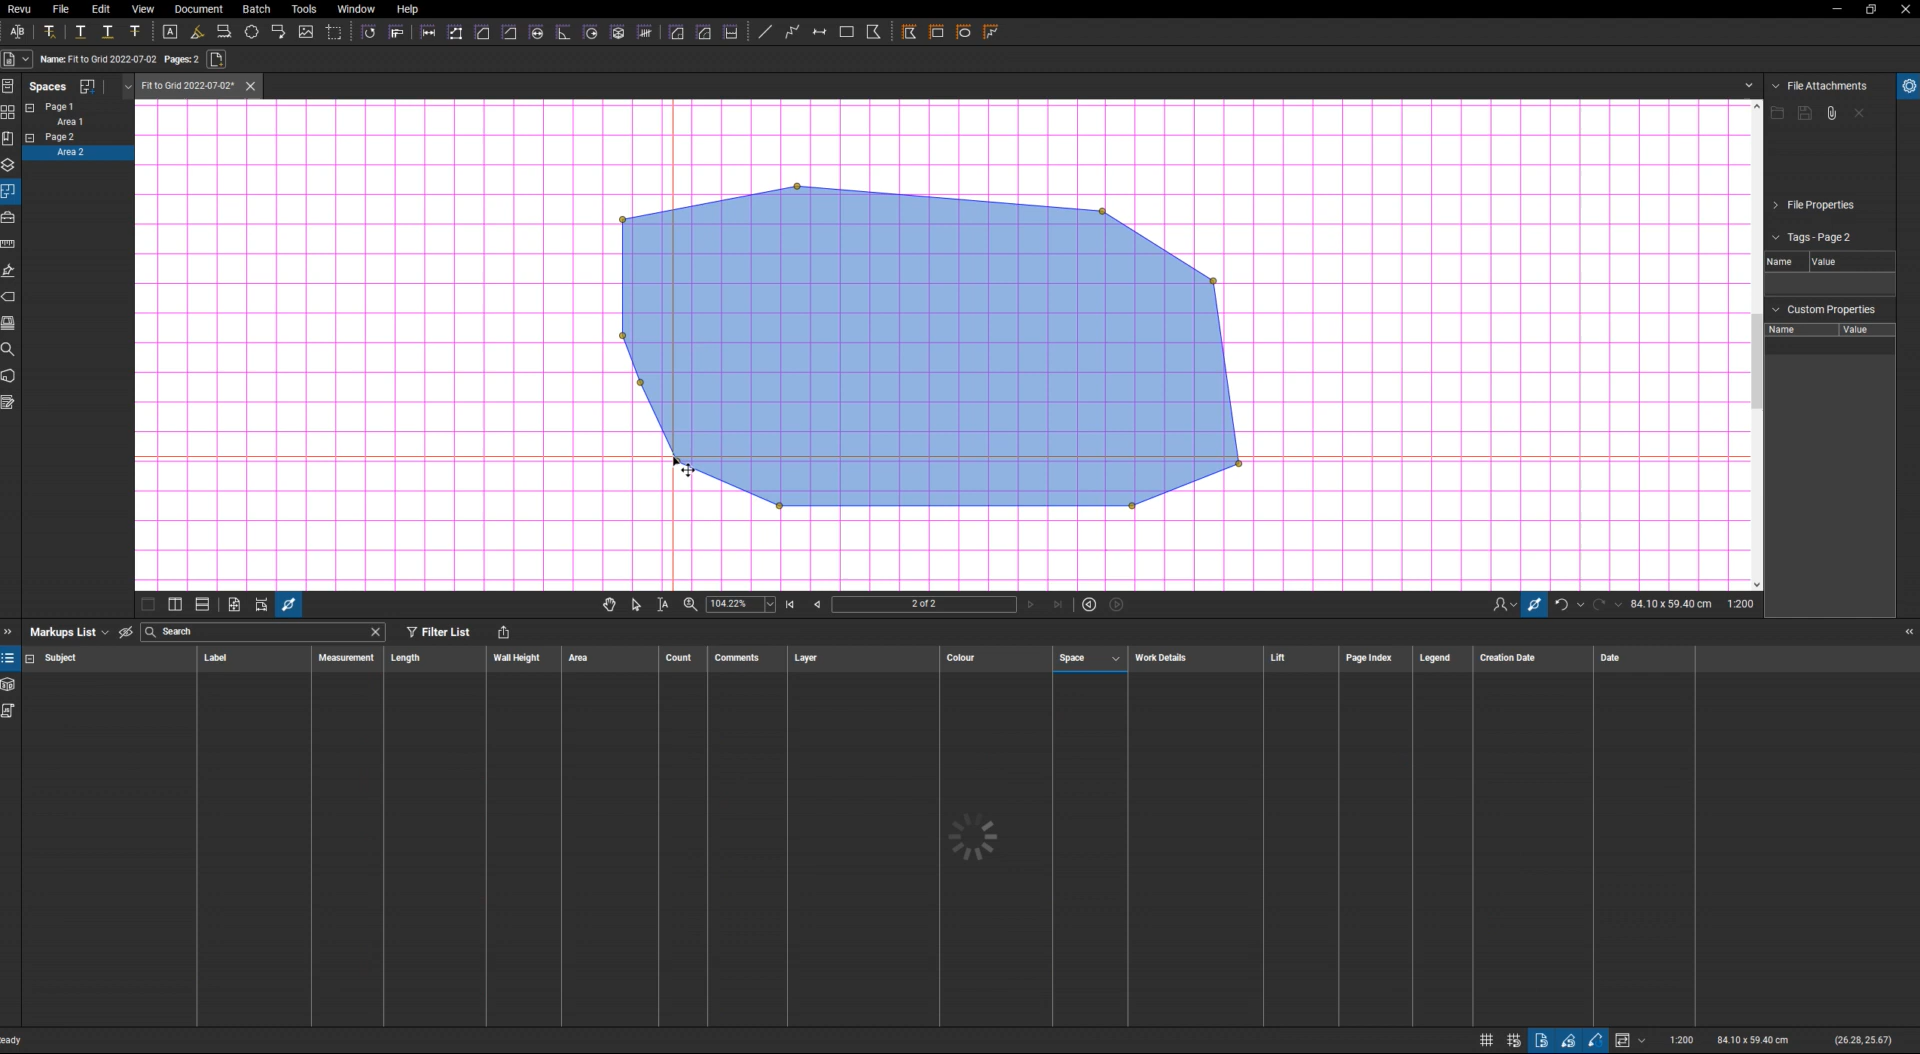 Revu File Edit View Document Batch Tools Window Help
Name: Fit to Grid 2022-07-02 Pages: 2
Spaces
Fit to Grid 2022-07-02*
File Attachments
Page 1
Area 1
Page 2
Area 2
File Properties
Tags - Page 2
Name Value
Custom Properties
Name Value
104.22% 2 of 2 84.10 x 59.40 cm 1:200
Markups List Search Filter List
Subject Label Measurement Length Wall Height Area Count Comments Layer Colour Space Work Details Lift Page Index Legend Creation Date Date
eady 1:200 84.10 x 59.40 cm (26.28, 25.67)